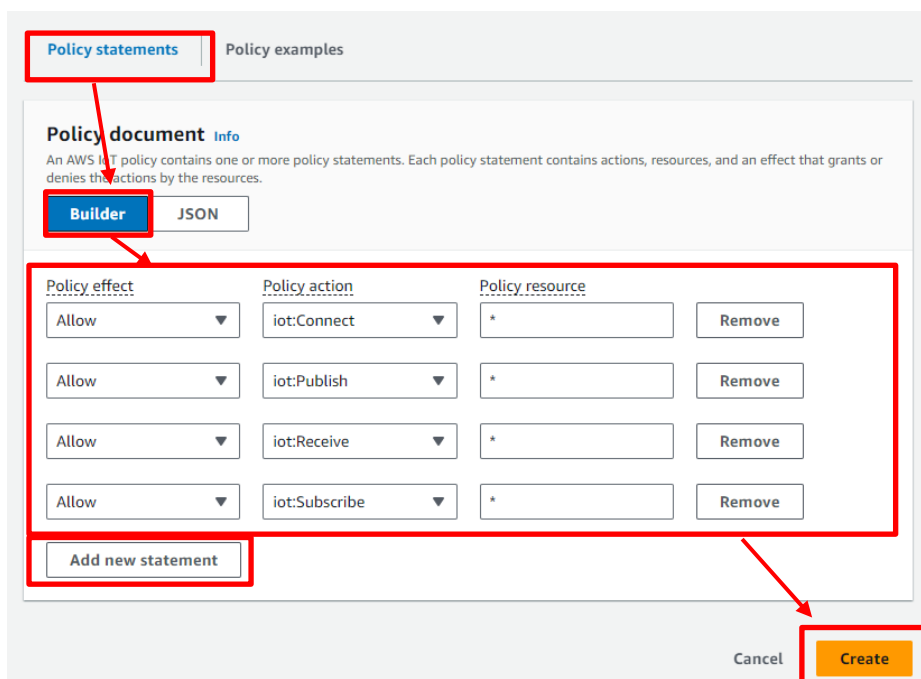 Policy statements
Policy examples
Policy document Info
An AWS IoT policy contains one or more policy statements. Each policy statement contains actions, resources, and an effect that grants or
denies the actions by the resources.
Builder
JSON
Policy effect
Policy action
Policy resource
Allow
iot:Connect
*
Remove
Allow
iot:Publish
*
Remove
Allow
iot:Receive
*
Remove
Allow
iot:Subscribe
*
Remove
Add new statement
Cancel
Create